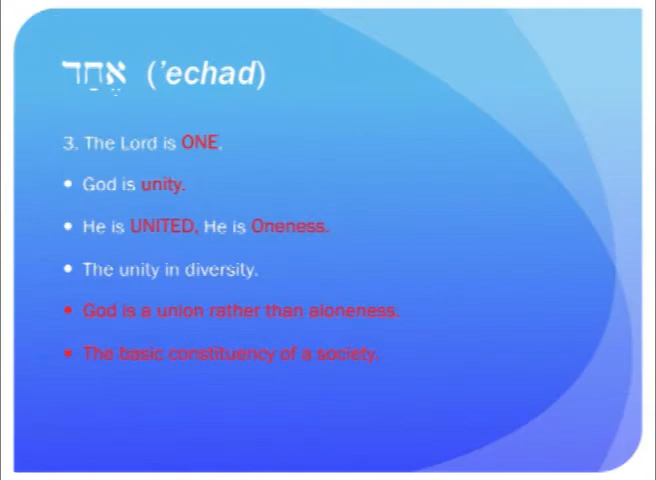 אֶחַד ('echad)
3. The Lord is ONE.
• God is unity.
• He is UNITED, He is Oneness.
• The unity in diversity.
• God is a union rather than aloneness.
• The basic constituency of a society.